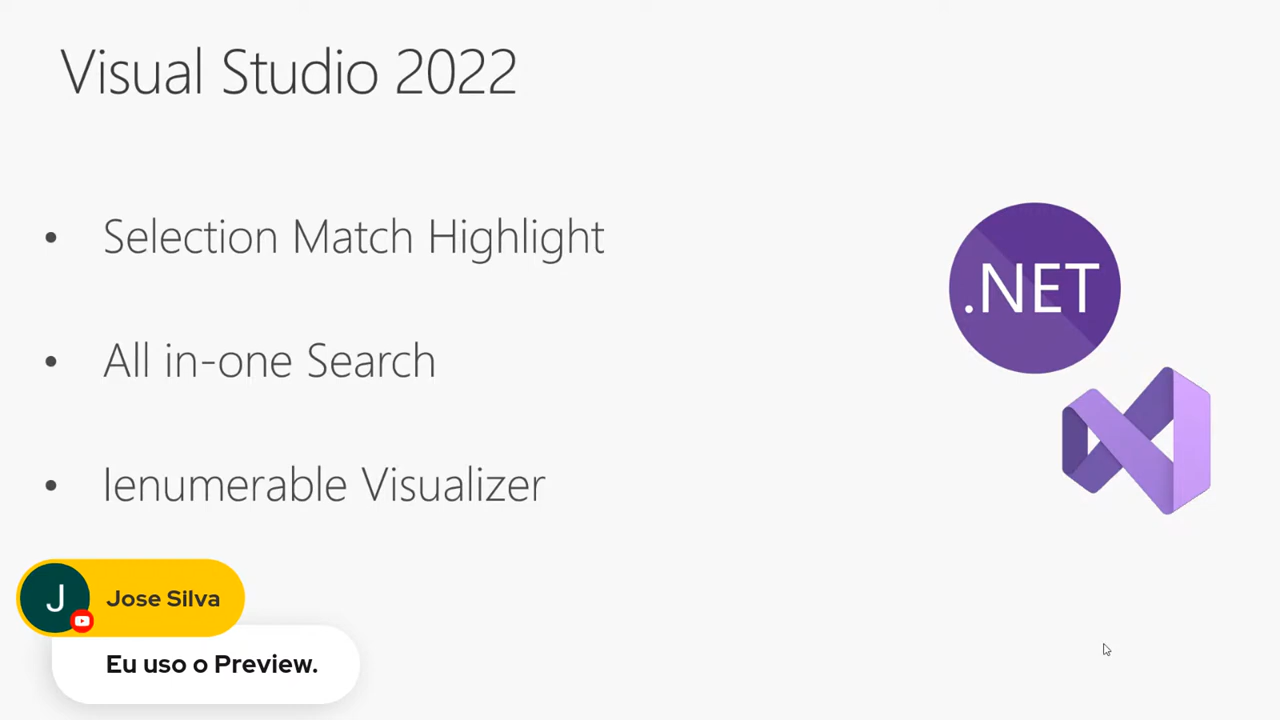 Visual Studio 2022
• Selection Match Highlight
• All in-one Search
• Ienumerable Visualizer
.NET
J
Jose Silva
Eu uso o Preview.